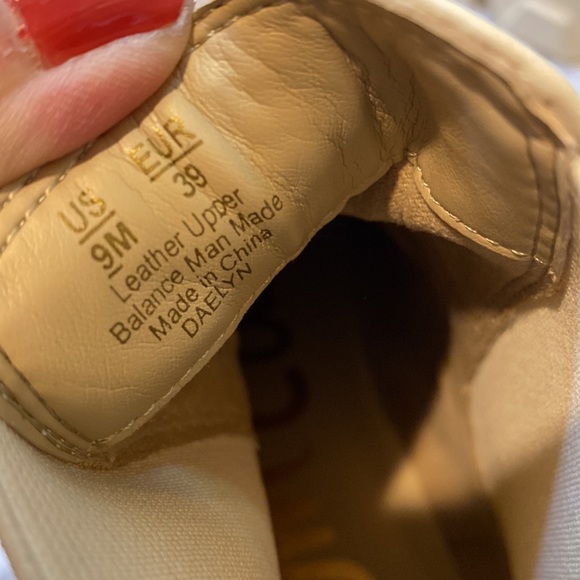 US EUR
9M 39
Leather Upper
Balance Man Made
Made in China
DAELYN